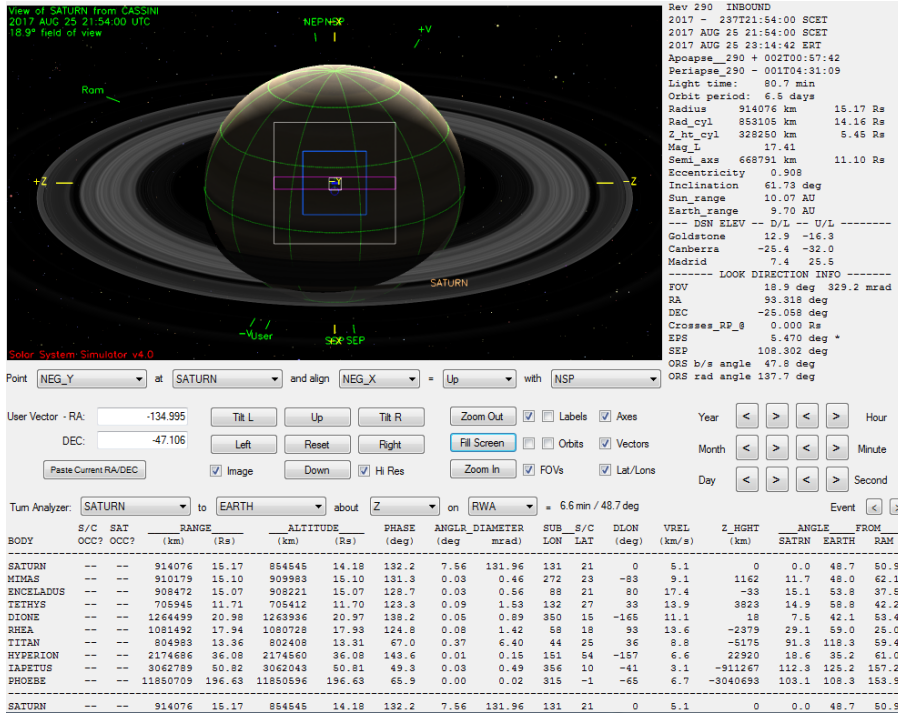 View of SATURN from CASSINI
2017 AUG 25 21:54:00 UTC
18.9° field of view
NEP NSP
-X
+V
Ram
+Z
-Y
-Z
SATURN
-V
User
SEP
+X
Solar System Simulator v4.0
Rev 290 INBOUND
2017 - 237T21:54:00 SCET
2017 AUG 25 21:54:00 SCET
2017 AUG 25 23:14:42 ERT
Apoapse__290 + 002T00:57:42
Periapse_290 - 001T04:31:09
Light time: 80.7 min
Orbit period: 6.5 days
Radius 914076 km 15.17 Rs
Rad_cyl 853105 km 14.16 Rs
Z_ht_cyl 328250 km 5.45 Rs
Mag_L 17.41
Semi_axs 668791 km 11.10 Rs
Eccentricity 0.908
Inclination 61.73 deg
Sun_range 10.07 AU
Earth_range 9.70 AU
--- DSN ELEV -- D/L -- U/L --------
Goldstone 12.9 -16.3
Canberra -25.4 -32.0
Madrid 7.4 25.5
------- LOOK DIRECTION INFO -------
FOV 18.9 deg 329.2 mrad
RA 93.318 deg
DEC -25.058 deg
Crosses_RP_@ 0.000 Rs
EPS 5.470 deg *
SEP 108.302 deg
ORS b/s angle 47.8 deg
ORS rad angle 137.7 deg
Point NEG_Y at SATURN and align NEG_X = Up with NSP
User Vector - RA: -134.995 Tilt L Up Tilt R Zoom Out Labels Axes Year < > < > Hour
DEC: -47.106 Left Reset Right Fill Screen Orbits Vectors Month < > < > Minute
Paste Current RA/DEC Image Down Hi Res Zoom In FOVs Lat/Lons Day < > < > Second
Turn Analyzer: SATURN to EARTH about Z on RWA = 6.6 min / 48.7 deg Event < >
S/C SAT RANGE ALTITUDE PHASE ANGLR_DIAMETER SUB_S/C DLON VREL Z_HGHT ANGLE FROM
BODY OCC? OCC? (km) (Rs) (km) (Rs) (deg) (deg mrad) LON LAT (deg) (km/s) (km) SATRN EARTH RAM
SATURN -- -- 914076 15.17 854545 14.18 132.2 7.56 131.96 131 21 0 5.1 0 0.0 48.7 50.9
MIMAS -- -- 910179 15.10 909983 15.10 131.3 0.03 0.46 272 23 -83 9.1 1162 11.7 48.0 62.1
ENCELADUS -- -- 908472 15.07 908221 15.07 128.7 0.03 0.56 88 21 80 17.4 -33 15.1 53.8 37.5
TETHYS -- -- 705945 11.71 705412 11.70 123.3 0.09 1.53 132 27 33 13.9 3823 14.9 58.8 42.2
DIONE -- -- 1264499 20.98 1263936 20.97 138.2 0.05 0.89 350 15 -165 11.1 18 7.5 42.1 53.4
RHEA -- -- 1081492 17.94 1080728 17.93 124.8 0.08 1.42 58 18 93 13.6 -2379 29.1 59.0 25.0
TITAN -- -- 804983 13.36 802408 13.31 67.0 0.37 6.40 44 25 36 8.8 -5175 91.3 118.3 59.4
HYPERION -- -- 2174686 36.08 2174560 36.08 143.6 0.01 0.15 151 54 -157 6.6 22920 18.6 35.2 61.0
IAPETUS -- -- 3062789 50.82 3062043 50.81 49.3 0.03 0.49 356 10 -41 3.1 -911267 112.3 125.2 157.2
PHOEBE -- -- 11850709 196.63 11850596 196.63 65.9 0.00 0.02 315 -1 -65 6.7 -3040693 103.1 108.3 153.9
SATURN -- -- 914076 15.17 854545 14.18 132.2 7.56 131.96 131 21 0 5.1 0 0.0 48.7 50.9